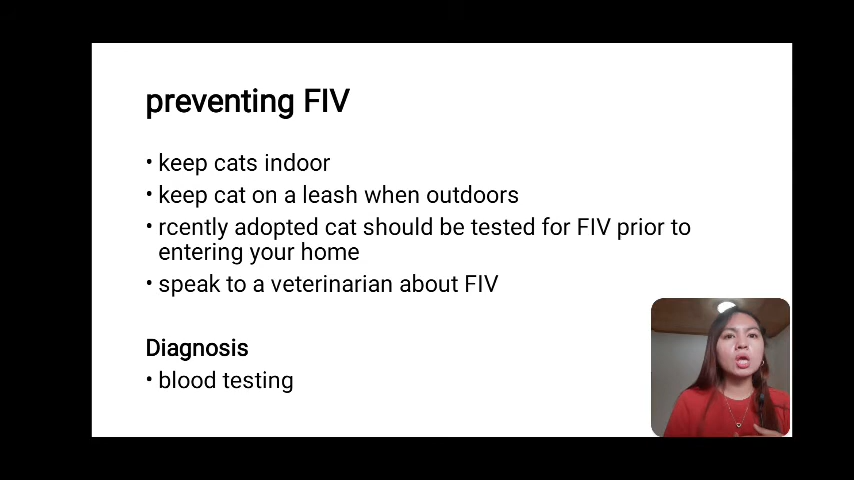 preventing FIV
• keep cats indoor
• keep cat on a leash when outdoors
• rcently adopted cat should be tested for FIV prior to
entering your home
• speak to a veterinarian about FIV
Diagnosis
• blood testing